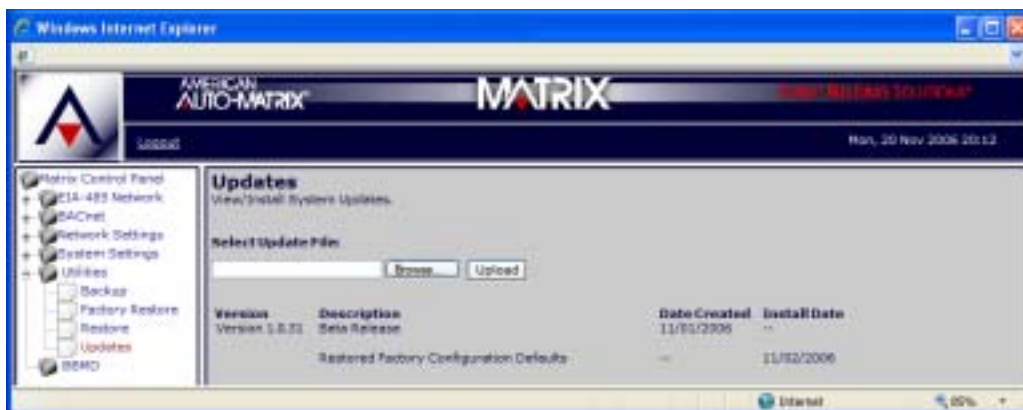 Windows Internet Explorer
AMERICAN
AUTO-MATRIX
MATRIX
Logout
Mon, 20 Nov 2006 20:12
Matrix Control Panel
EIA-485 Network
BACnet
Network Settings
System Settings
Utilities
Backup
Factory Restore
Restore
Updates
Updates
View/Install System Updates.
Select Update File:
Browse... Upload
Version Description Date Created Install Date
Version 1.0.31 Beta Release 11/01/2006 --
Restored Factory Configuration Defaults -- 11/02/2006
Internet 85%